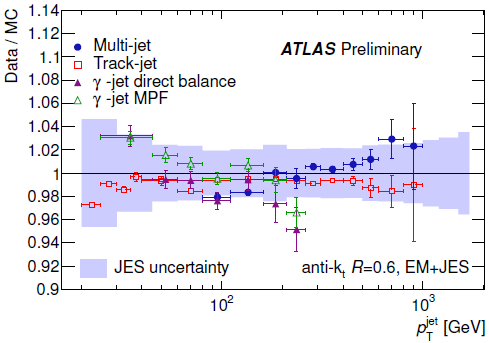 Data / MC
1.14
1.12
1.1
1.08
1.06
1.04
1.02
1
0.98
0.96
0.94
0.92
0.9
Multi-jet
Track-jet
γ -jet direct balance
γ -jet MPF
ATLAS Preliminary
JES uncertainty
anti-kt R=0.6, EM+JES
10²
10³
pTjet [GeV]